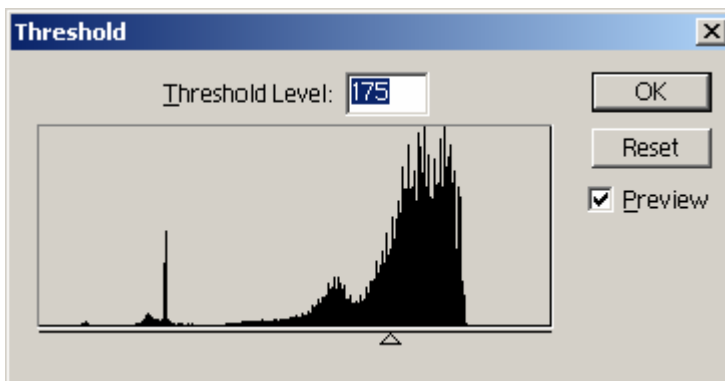 Threshold
Threshold Level: 175
OK
Reset
Preview